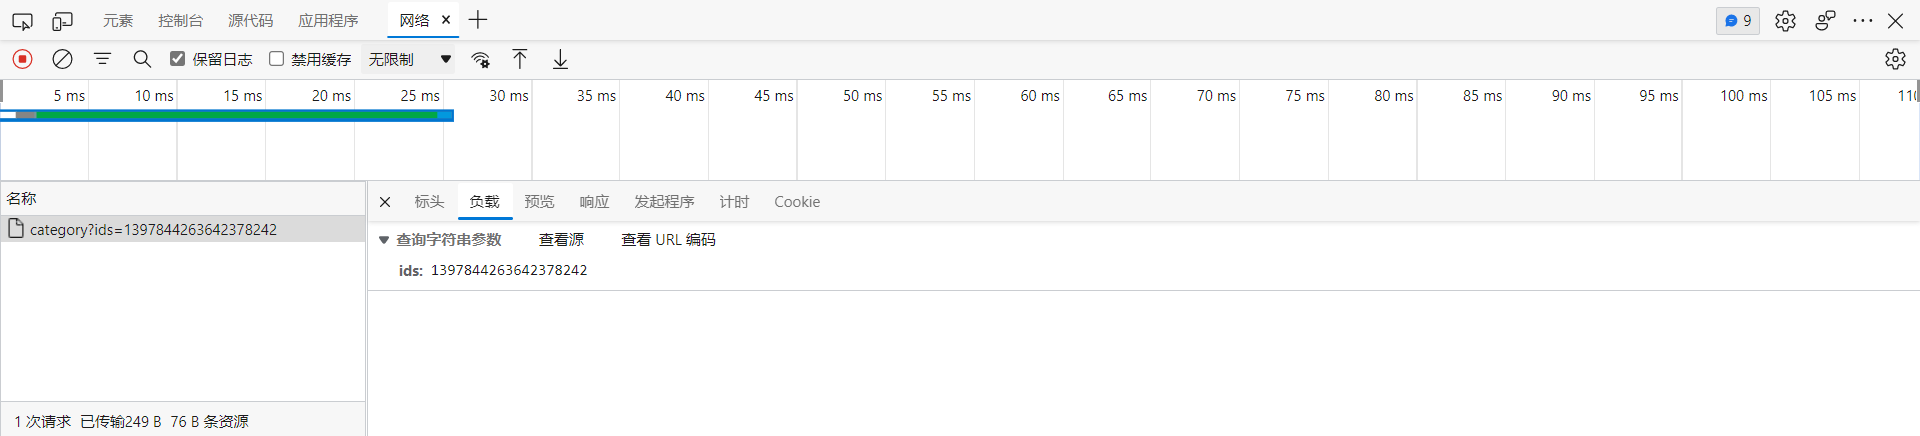 元素 控制台 源代码 应用程序 网络 9
保留日志 禁用缓存 无限制
5 ms 10 ms 15 ms 20 ms 25 ms 30 ms 35 ms 40 ms 45 ms 50 ms 55 ms 60 ms 65 ms 70 ms 75 ms 80 ms 85 ms 90 ms 95 ms 100 ms 105 ms
名称
标头 负载 预览 响应 发起程序 计时 Cookie
category?ids=1397844263642378242
查询字符串参数 查看源 查看 URL 编码
ids: 1397844263642378242
1 次请求 已传输249 B 76 B 条资源